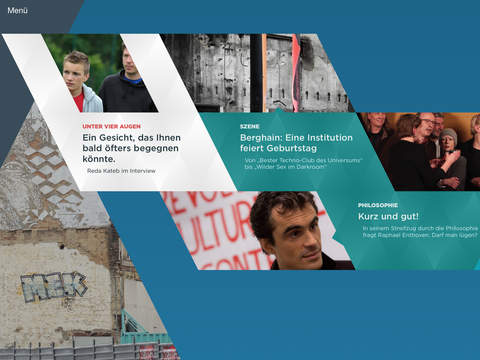 Menü
UNTER VIER AUGEN
Ein Gesicht, das Ihnen
bald öfters begegnen
könnte.
Reda Kateb im Interview
SZENE
Berghain: Eine Institution
feiert Geburtstag
Von „Bester Techno-Club des Universums“
bis „Wilder Sex im Darkroom“
PHILOSOPHIE
Kurz und gut!
In seinem Streifzug durch die Philosophie
fragt Raphael Enthoven: Darf man lügen?
CULTUR
CONT
MEK